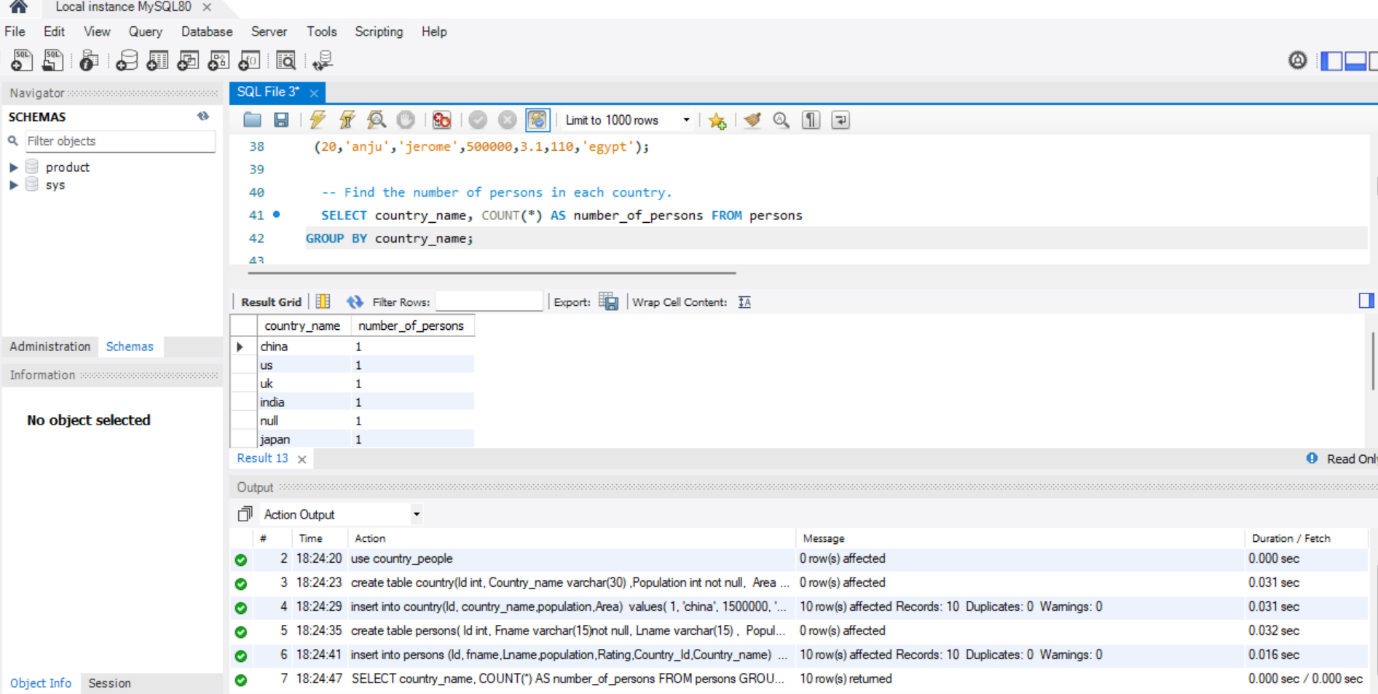 Local instance MySQL80 ×
File Edit View Query Database Server Tools Scripting Help
Navigator
SQL File 3* ×
SCHEMAS
Filter objects
product
sys
Limit to 1000 rows
38 (20,'anju','jerome',500000,3.1,110,'egypt');
39
40 -- Find the number of persons in each country.
41 SELECT country_name, COUNT(*) AS number_of_persons FROM persons
42 GROUP BY country_name;
43
Result Grid Filter Rows: Export: Wrap Cell Content:
country_name number_of_persons
china 1
us 1
uk 1
india 1
null 1
japan 1
Administration Schemas
Information
No object selected
Result 13 ×
Read Only
Output
Action Output
# Time Action Message Duration / Fetch
2 18:24:20 use country_people 0 row(s) affected 0.000 sec
3 18:24:23 create table country(Id int, Country_name varchar(30) ,Population int not null, Area ... 0 row(s) affected 0.031 sec
4 18:24:29 insert into country(Id, country_name,population,Area) values( 1, 'china', 1500000, '... 10 row(s) affected Records: 10 Duplicates: 0 Warnings: 0 0.031 sec
5 18:24:35 create table persons( Id int, Fname varchar(15)not null, Lname varchar(15) , Popul... 0 row(s) affected 0.032 sec
6 18:24:41 insert into persons (Id, fname,Lname,population,Rating,Country_Id,Country_name) ... 10 row(s) affected Records: 10 Duplicates: 0 Warnings: 0 0.016 sec
7 18:24:47 SELECT country_name, COUNT(*) AS number_of_persons FROM persons GROU... 10 row(s) returned 0.000 sec / 0.000 sec
Object Info Session